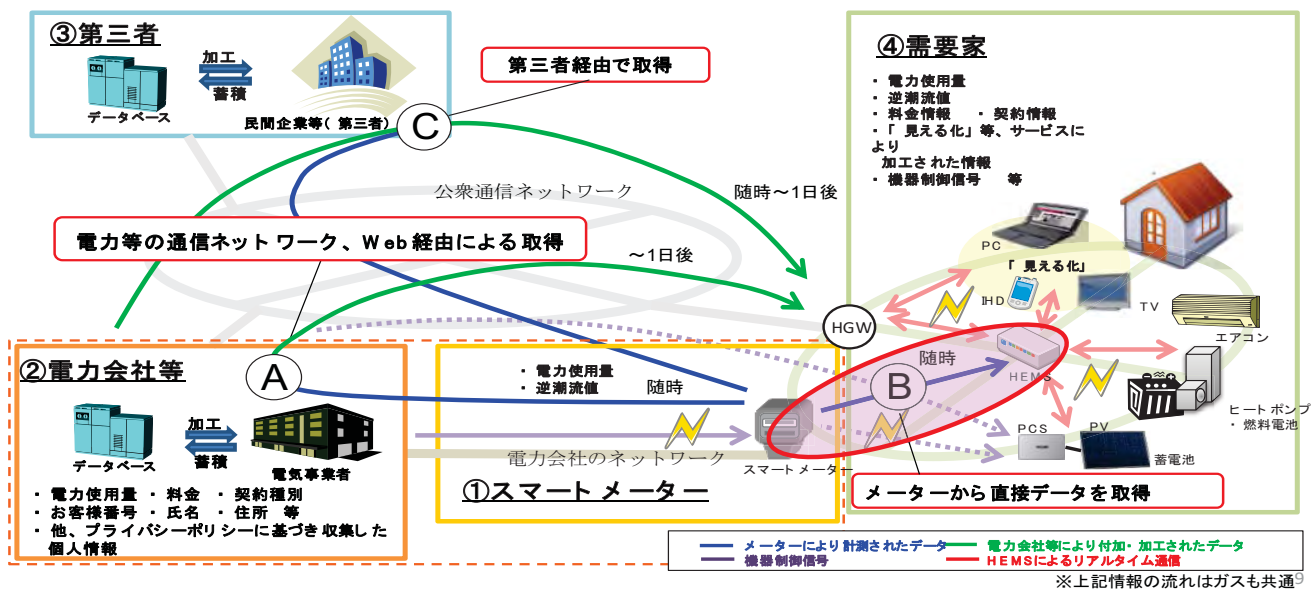 ③第三者
加工
蓄積
データベース
民間企業等(第三者)
第三者経由で取得
C
公衆通信ネットワーク
随時～1日後
電力等の通信ネットワーク、Web経由による取得
～1日後
④需要家
・ 電力使用量
・ 逆潮流値
・ 料金情報 ・ 契約情報
・「 見える化」等、サービスに
より
加工された情報
・ 機器制御信号 等
PC
「 見える化」
IHD
TV
HGW
エアコン
随時
B
HEMS
PCS
PV
ヒートポンプ
・ 燃料電池
蓄電池
②電力会社等
A
加工
蓄積
データベース
電気事業者
・ 電力使用量 ・ 料金 ・ 契約種別
・ お客様番号 ・ 氏名 ・ 住所 等
・ 他、プライバシーポリシーに基づき収集した
個人情報
・ 電力使用量
・ 逆潮流値
随時
電力会社のネットワーク
スマートメーター
①スマートメーター
メーターから直接データを取得
メーターにより計測されたデータ
電力会社等により付加・加工されたデータ
機器制御信号
HEMSによるリアルタイム通信
※上記情報の流れはガスも共通
9